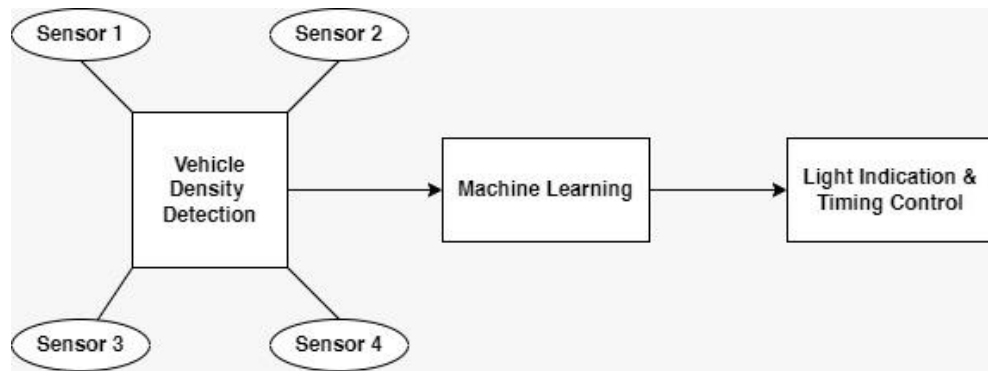 Sensor 1
Sensor 2
Vehicle
Density
Detection
Machine Learning
Light Indication &
Timing Control
Sensor 3
Sensor 4